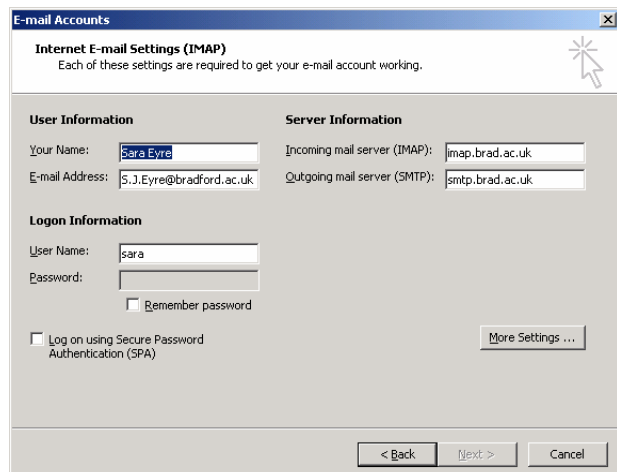 E-mail Accounts
Internet E-mail Settings (IMAP)
Each of these settings are required to get your e-mail account working.
User Information
Your Name: Sara Eyre
E-mail Address: S.J.Eyre@bradford.ac.uk
Server Information
Incoming mail server (IMAP): imap.brad.ac.uk
Outgoing mail server (SMTP): smtp.brad.ac.uk
Logon Information
User Name: sara
Password:
Remember password
Log on using Secure Password
Authentication (SPA)
More Settings ...
< Back Next > Cancel